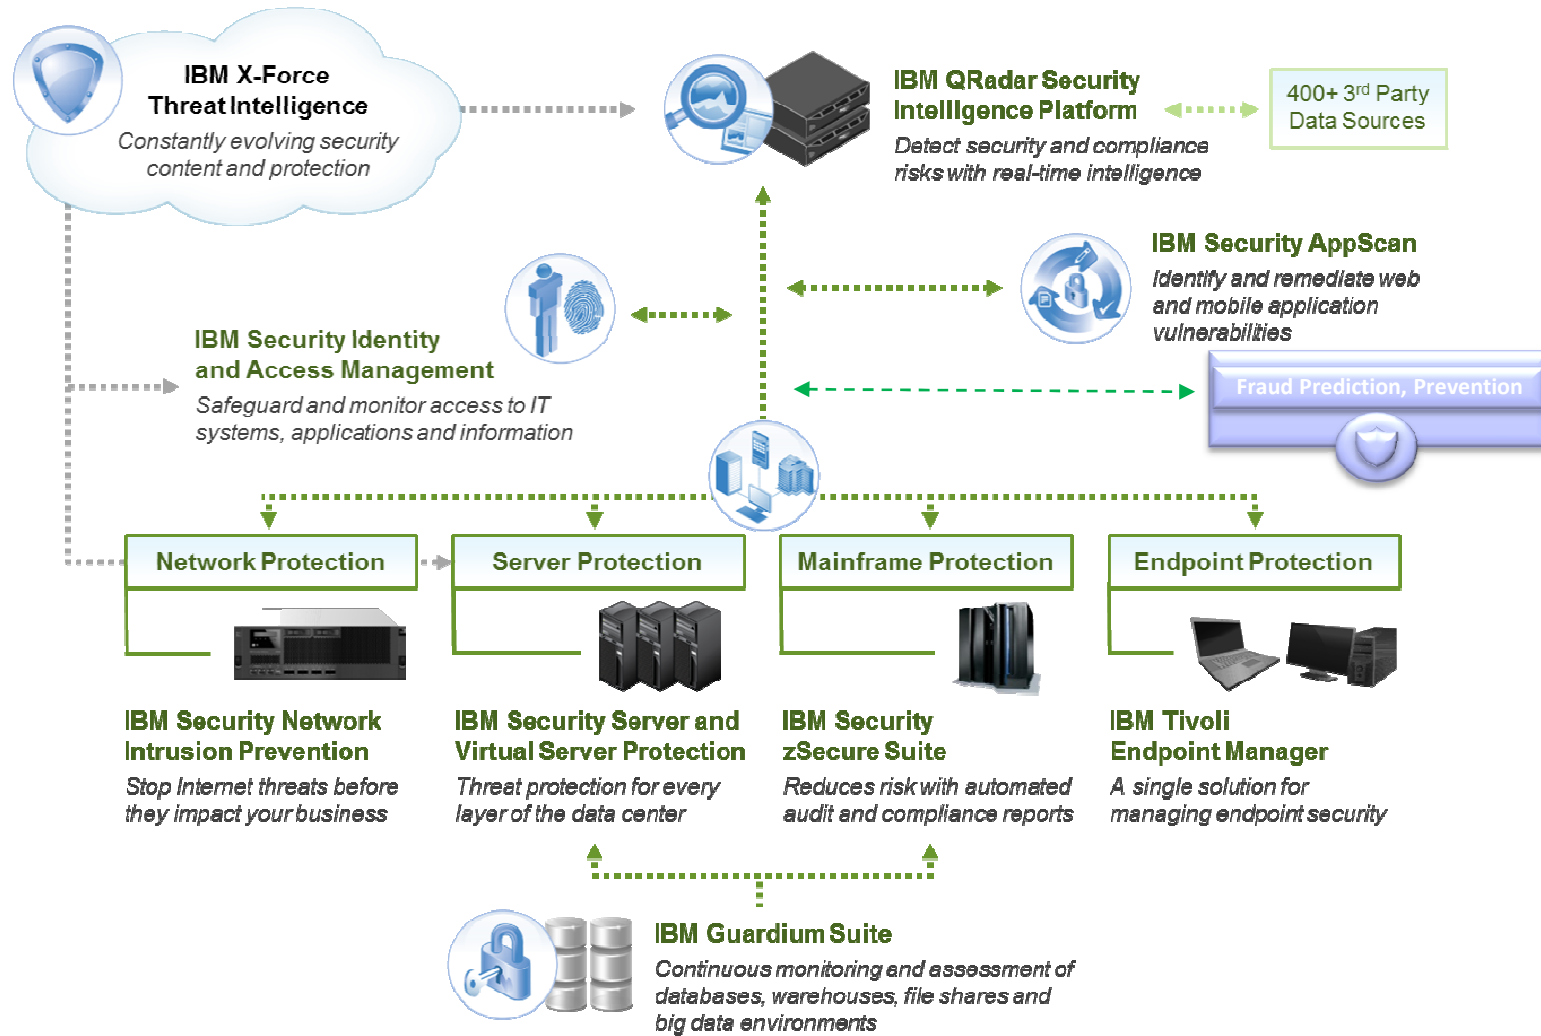 IBM X-Force
Threat Intelligence
Constantly evolving security
content and protection
IBM QRadar Security
Intelligence Platform
Detect security and compliance
risks with real-time intelligence
400+ 3rd Party
Data Sources
IBM Security AppScan
Identify and remediate web
and mobile application
vulnerabilities
IBM Security Identity
and Access Management
Safeguard and monitor access to IT
systems, applications and information
Fraud Prediction, Prevention
Network Protection
Server Protection
Mainframe Protection
Endpoint Protection
IBM Security Network
Intrusion Prevention
Stop Internet threats before
they impact your business
IBM Security Server and
Virtual Server Protection
Threat protection for every
layer of the data center
IBM Security
zSecure Suite
Reduces risk with automated
audit and compliance reports
IBM Tivoli
Endpoint Manager
A single solution for
managing endpoint security
IBM Guardium Suite
Continuous monitoring and assessment of
databases, warehouses, file shares and
big data environments